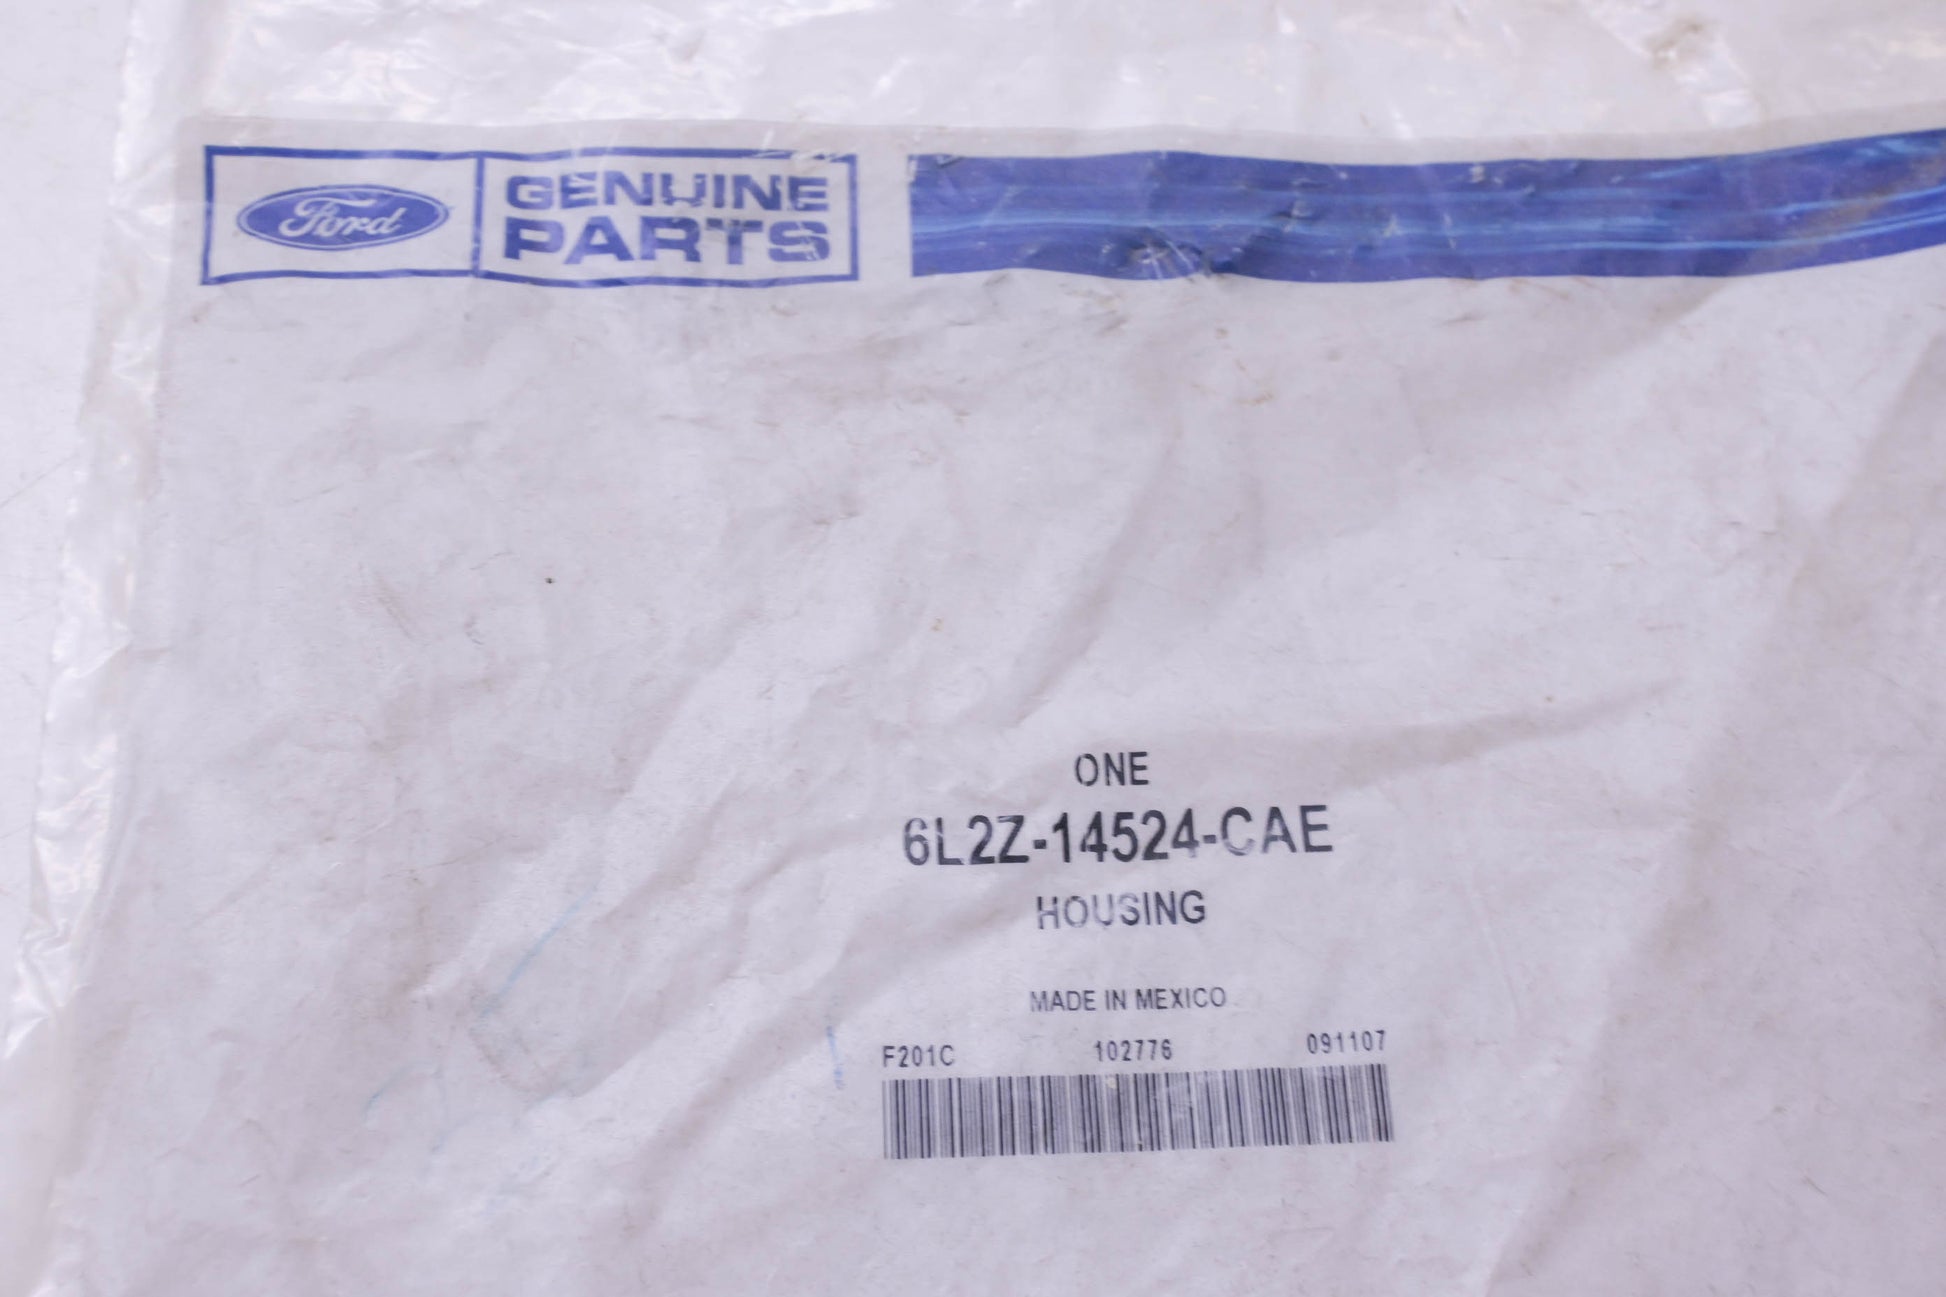 Ford GENUINE
PARTS
ONE
6L2Z-14524-CAE
HOUSING
MADE IN MEXICO
F201C 102776 091107